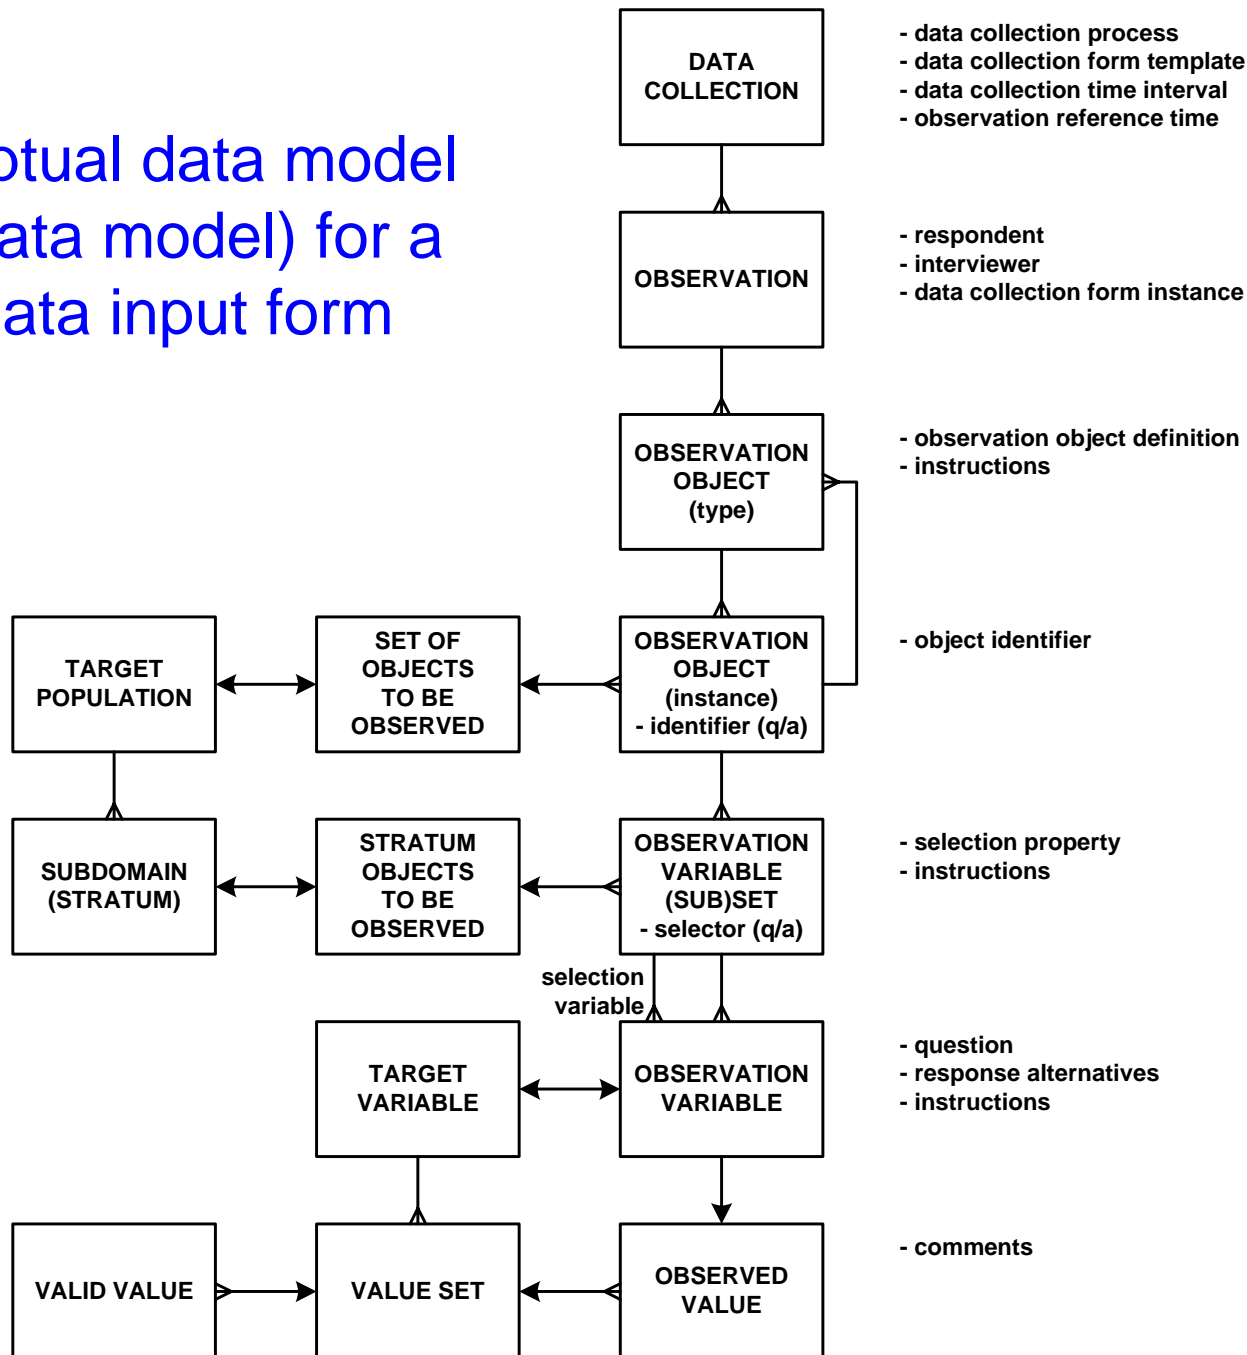 DATA
COLLECTION
- data collection process
- data collection form template
- data collection time interval
- observation reference time
data model
data model) for a
data input form
OBSERVATION
- respondent
- interviewer
- data collection form instance
OBSERVATION
OBJECT
(type)
- observation object definition
- instructions
TARGET
POPULATION
SET OF
OBJECTS
TO BE
OBSERVED
OBSERVATION
OBJECT
(instance)
- identifier (q/a)
- object identifier
SUBDOMAIN
(STRATUM)
STRATUM
OBJECTS
TO BE
OBSERVED
OBSERVATION
VARIABLE
(SUB)SET
- selector (q/a)
- selection property
- instructions
selection
variable
TARGET
VARIABLE
OBSERVATION
VARIABLE
- question
- response alternatives
- instructions
VALID VALUE
VALUE SET
OBSERVED
VALUE
- comments